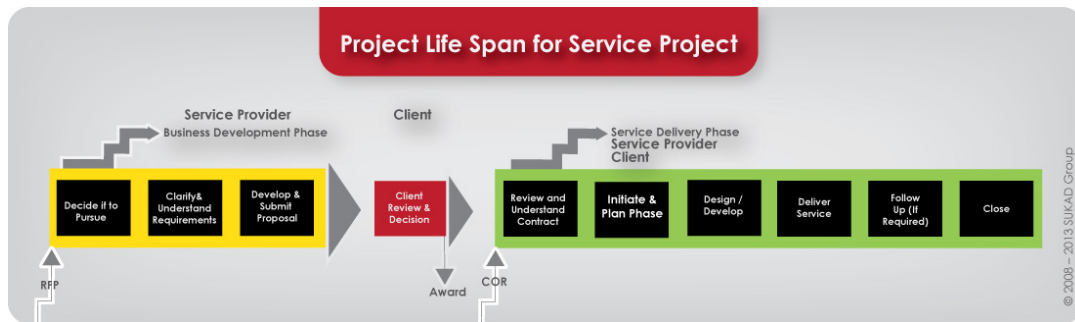 Project Life Span for Service Project
Service Provider
Business Development Phase
Client
Service Delivery Phase
Service Provider
Client
Decide if to
Pursue
Clarify&
Understand
Requirements
Develop &
Submit
Proposal
Client
Review &
Decision
Review and
Understand
Contract
Initiate &
Plan Phase
Design /
Develop
Deliver
Service
Follow
Up (If
Required)
Close
RFP
Award
COR
© 2008 – 2013 SUKAD Group